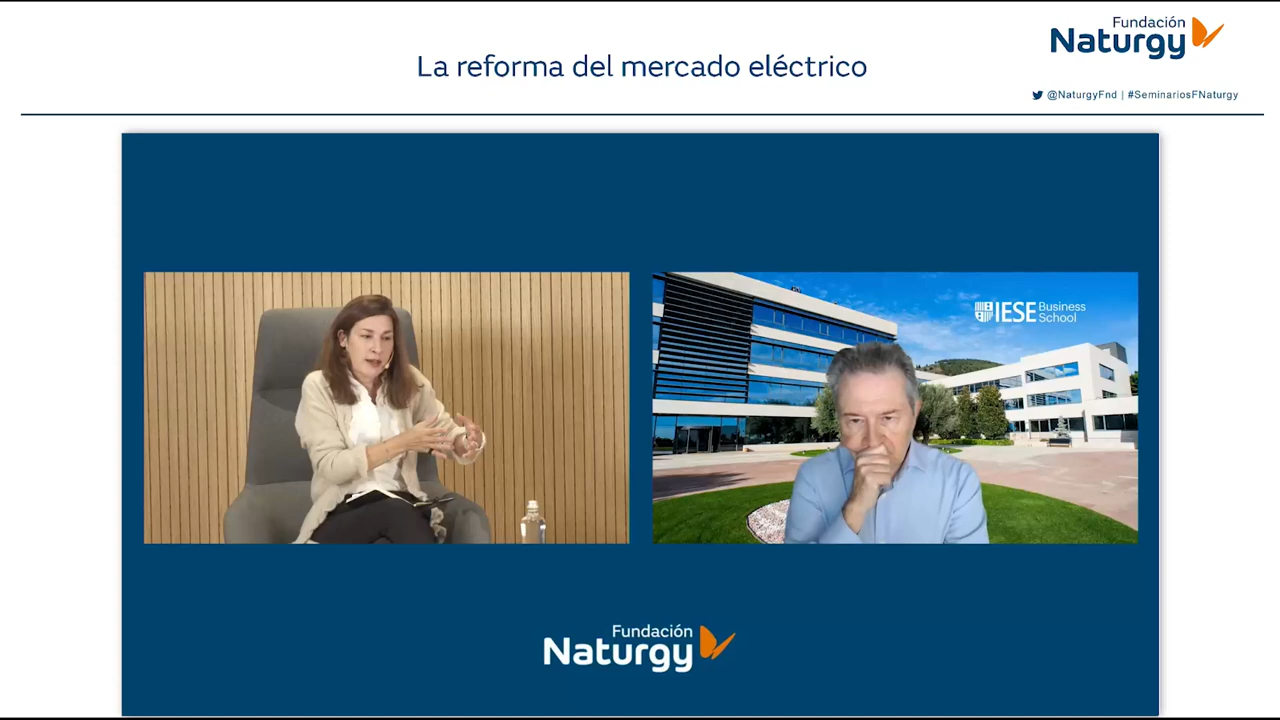 Fundación
Naturgy
La reforma del mercado eléctrico
@NaturgyFnd | #SeminariosFNaturgy
IESE Business
School
Fundación
Naturgy